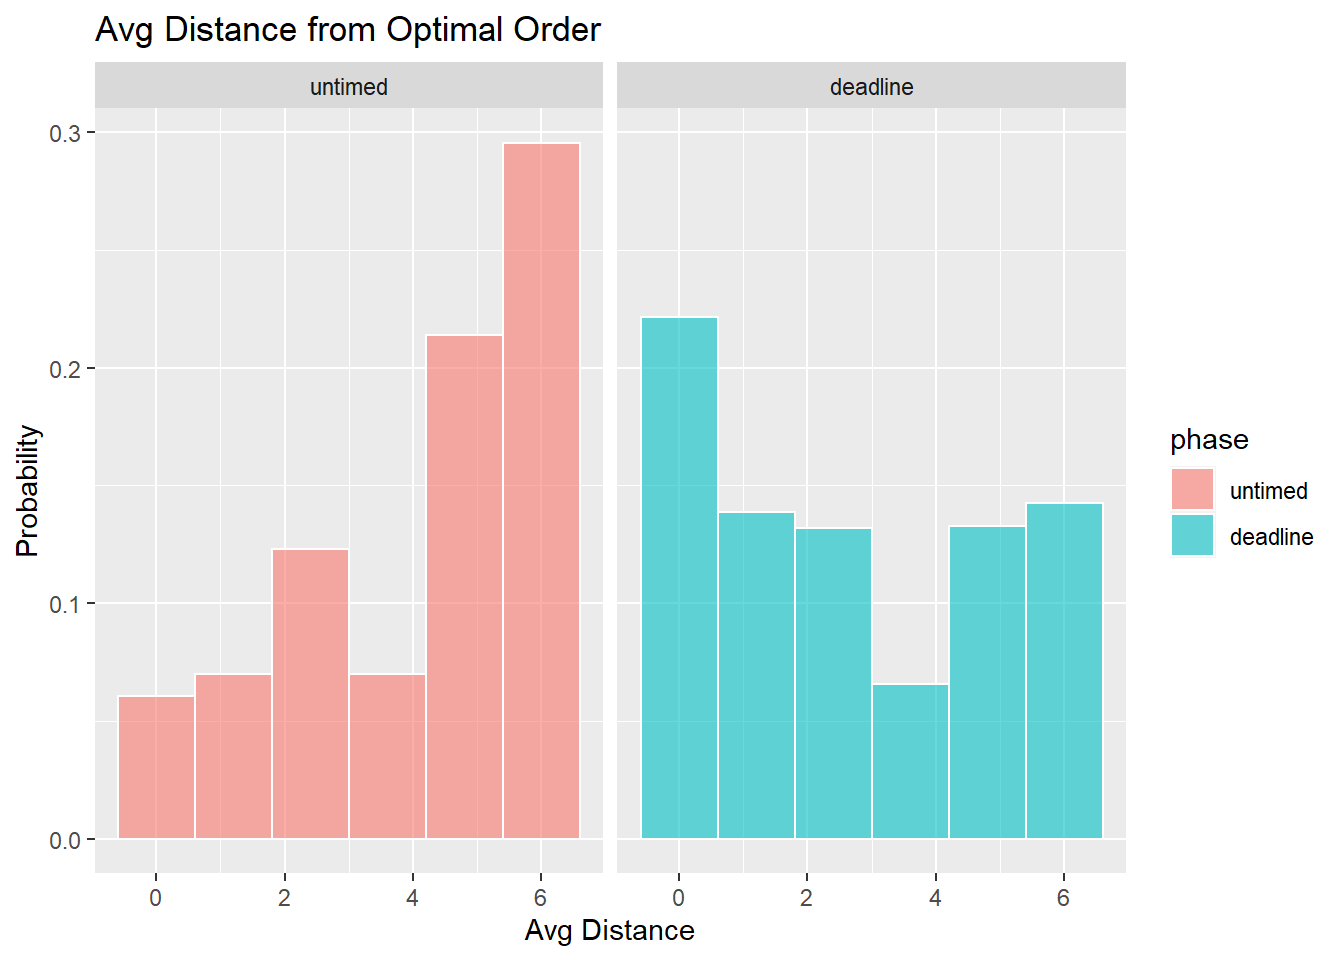 Avg Distance from Optimal Order
untimed
deadline
0.3
0.2
0.1
0.0
Probability
0 2 4 6
0 2 4 6
Avg Distance
phase
untimed
deadline